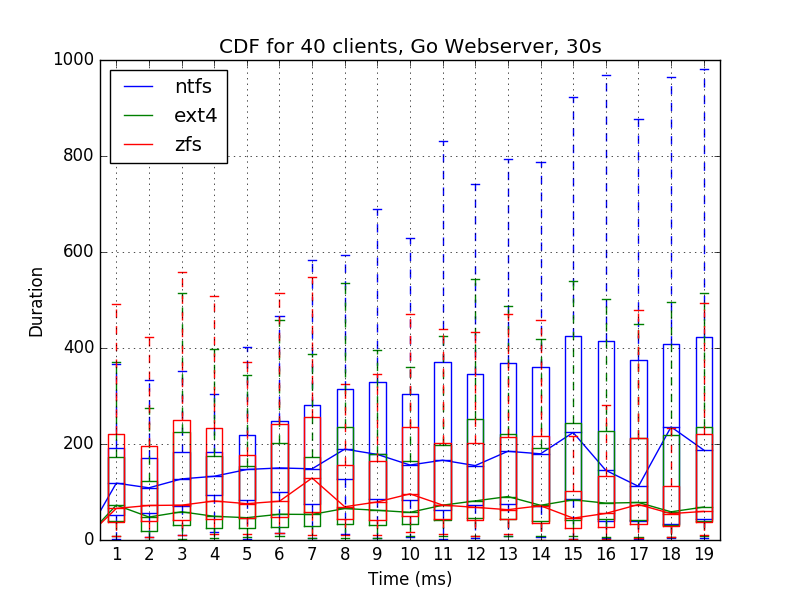 CDF for 40 clients, Go Webserver, 30s
1000
800
600
400
200
0
Duration
ntfs
ext4
zfs
1 2 3 4 5 6 7 8 9 10 11 12 13 14 15 16 17 18 19
Time (ms)